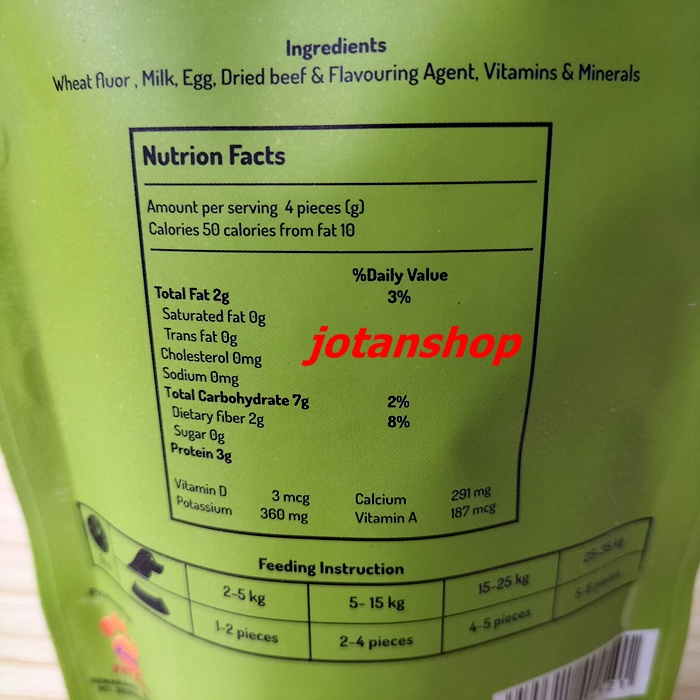 Ingredients
Wheat fluor , Milk, Egg, Dried beef & Flavouring Agent, Vitamins & Minerals
Nutrion Facts
Amount per serving 4 pieces (g)
Calories 50 calories from fat 10
%Daily Value
Total Fat 2g 3%
Saturated fat 0g
Trans fat 0g
jotanshop
Cholesterol 0mg
Sodium 0mg
Total Carbohydrate 7g 2%
Dietary fiber 2g 8%
Sugar 0g
Protein 3g
Vitamin D 3 mcg Calcium 291 mg
Potassium 360 mg Vitamin A 187 mcg
Feeding Instruction
2-5 kg 5- 15 kg 15-25 kg
1-2 pieces 2-4 pieces 4-5 pieces